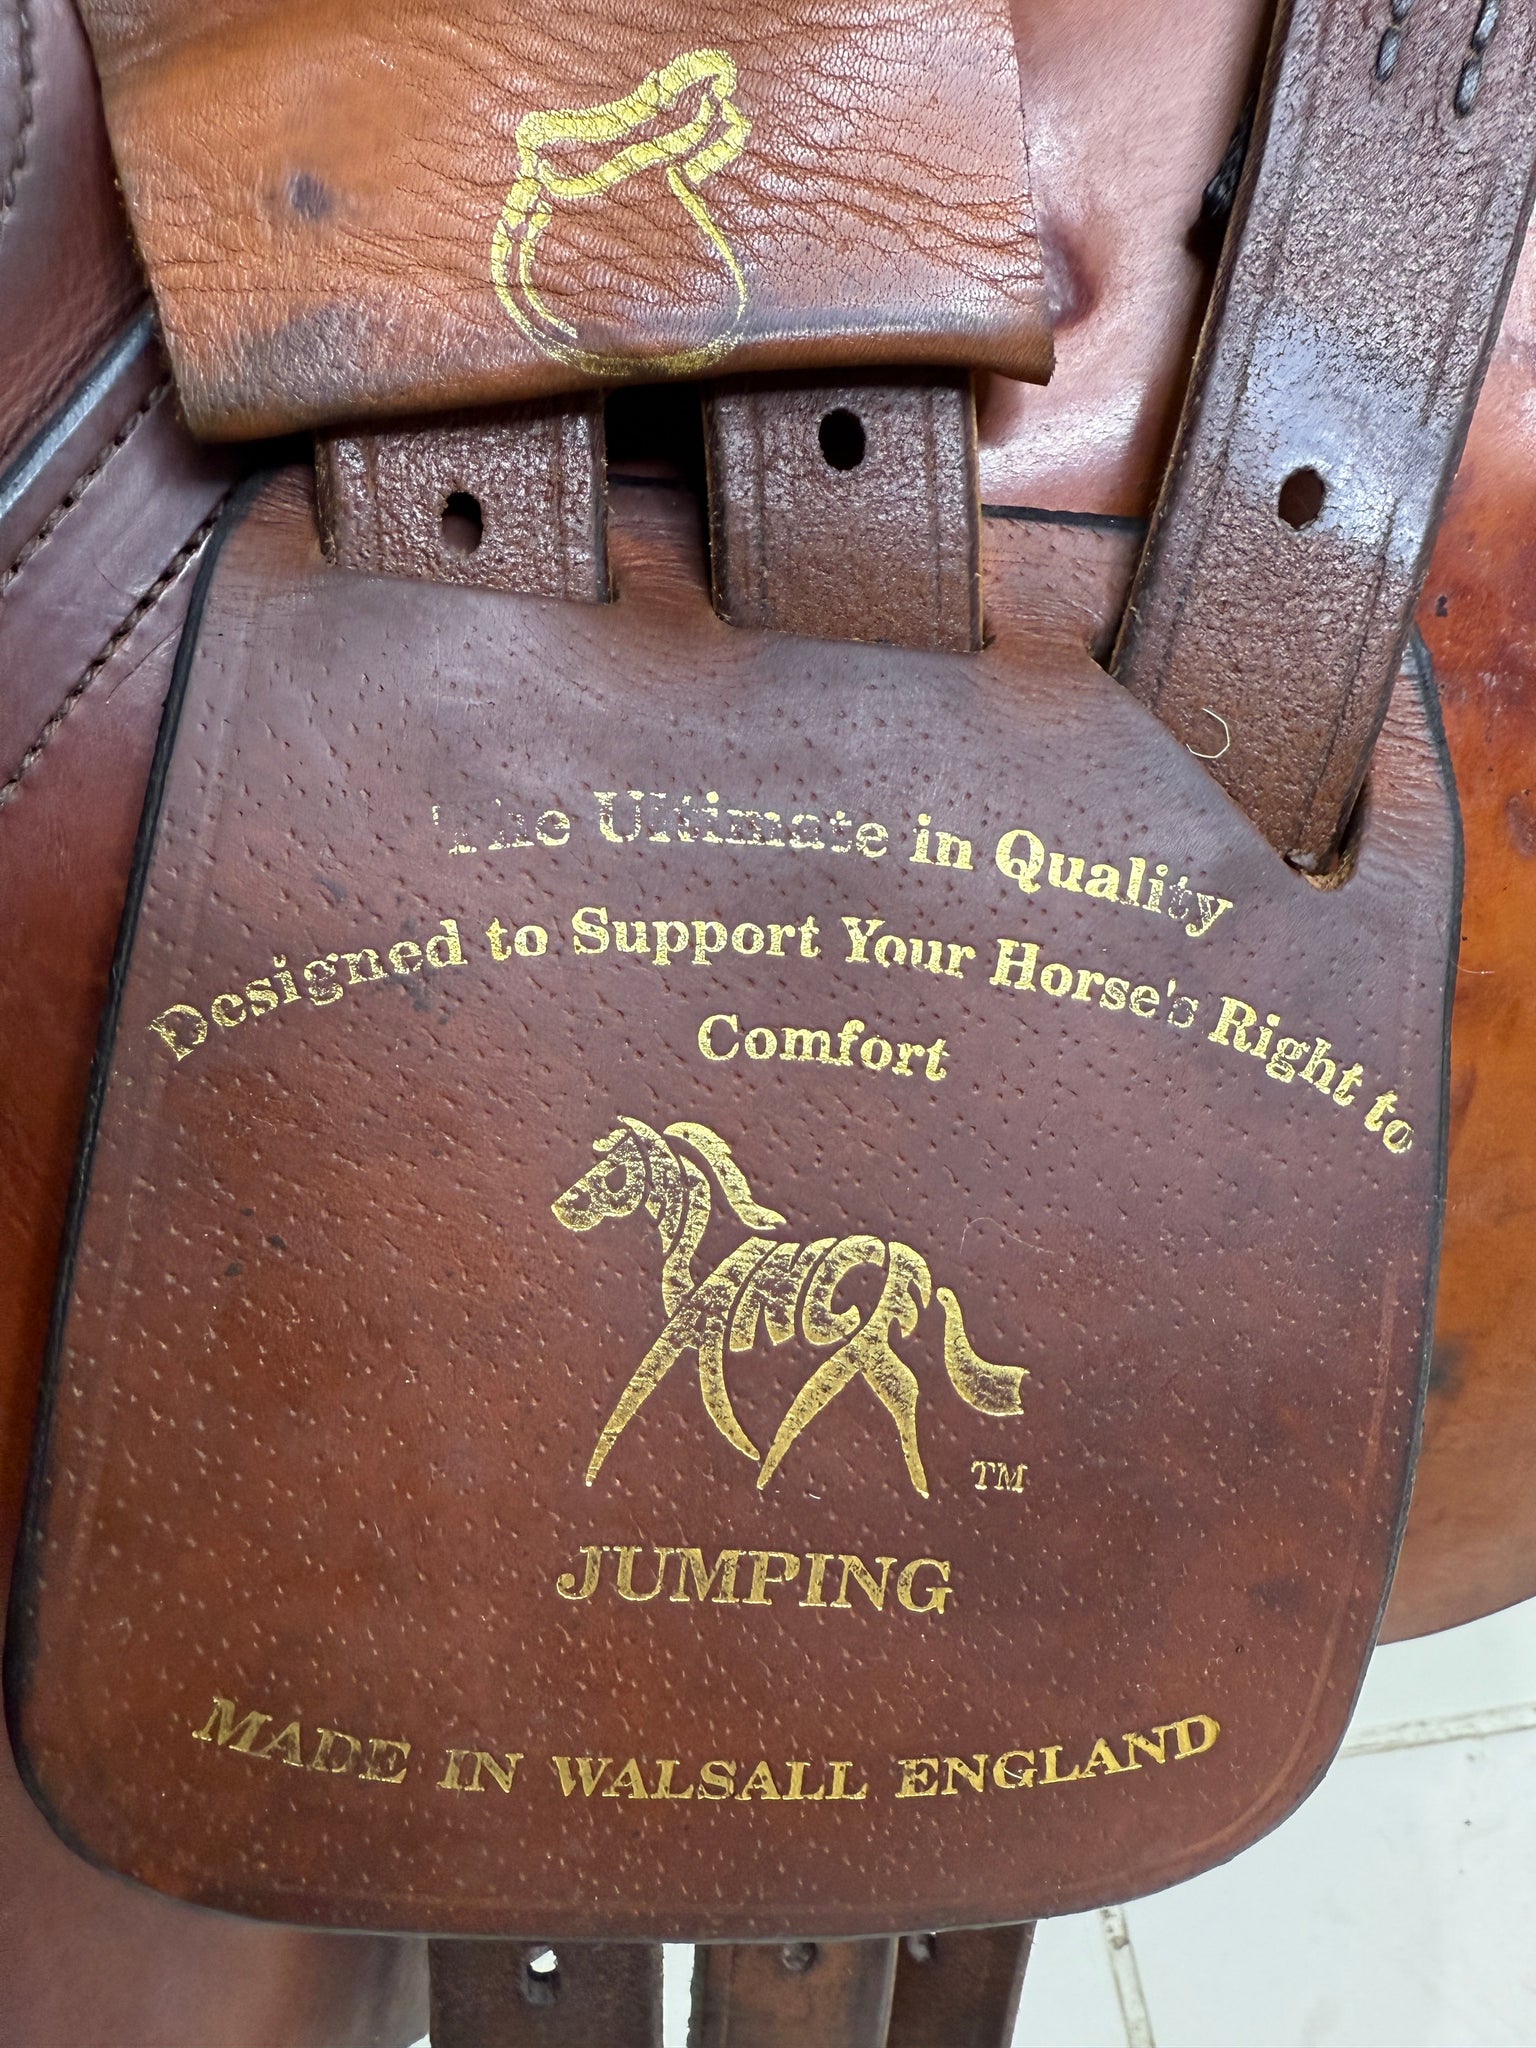 The Ultimate in Quality
Designed to Support Your Horse's Right to
Comfort
TM
JUMPING
MADE IN WALSALL ENGLAND